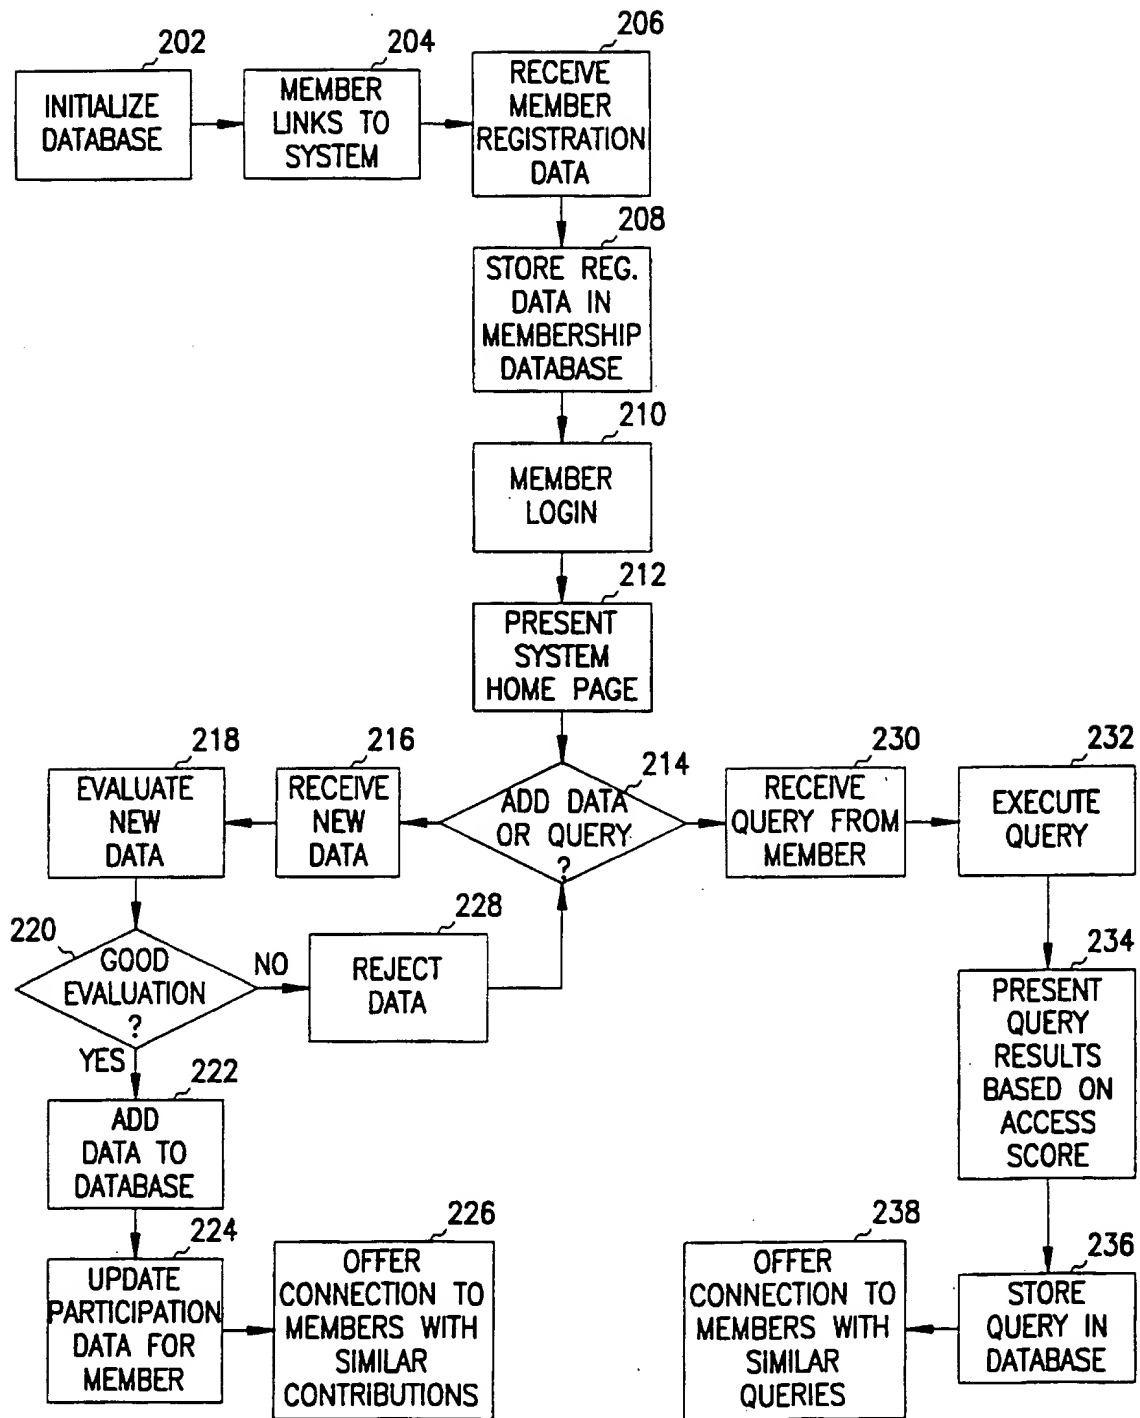 202
INITIALIZE
DATABASE
204
MEMBER
LINKS TO
SYSTEM
206
RECEIVE
MEMBER
REGISTRATION
DATA
208
STORE REG.
DATA IN
MEMBERSHIP
DATABASE
210
MEMBER
LOGIN
212
PRESENT
SYSTEM
HOME PAGE
214
ADD DATA
OR QUERY
?
216
RECEIVE
NEW
DATA
218
EVALUATE
NEW
DATA
220
GOOD
EVALUATION
?
NO
YES
228
REJECT
DATA
222
ADD
DATA TO
DATABASE
224
UPDATE
PARTICIPATION
DATA FOR
MEMBER
226
OFFER
CONNECTION TO
MEMBERS WITH
SIMILAR
CONTRIBUTIONS
230
RECEIVE
QUERY FROM
MEMBER
232
EXECUTE
QUERY
234
PRESENT
QUERY
RESULTS
BASED ON
ACCESS
SCORE
236
STORE
QUERY IN
DATABASE
238
OFFER
CONNECTION TO
MEMBERS WITH
SIMILAR
QUERIES